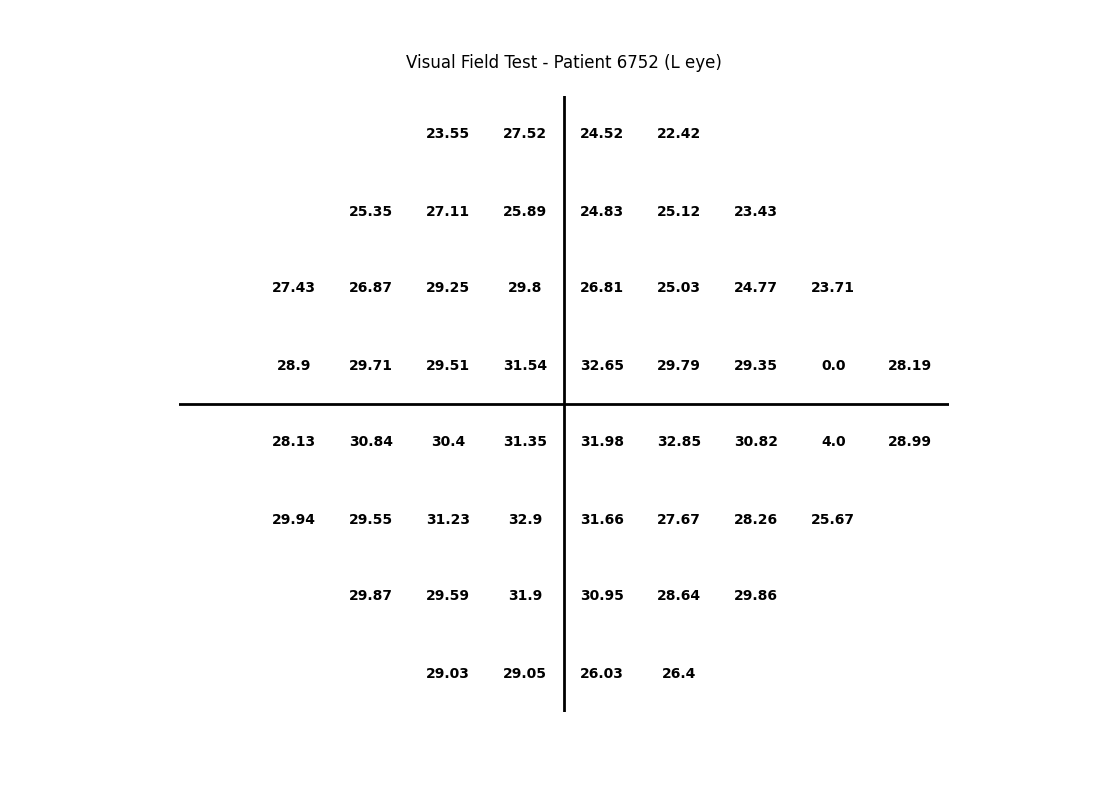 Visual Field Test - Patient 6752 (L eye)
23.55 27.52 24.52 22.42
25.35 27.11 25.89 24.83 25.12 23.43
27.43 26.87 29.25 29.8 26.81 25.03 24.77 23.71
28.9 29.71 29.51 31.54 32.65 29.79 29.35 0.0 28.19
28.13 30.84 30.4 31.35 31.98 32.85 30.82 4.0 28.99
29.94 29.55 31.23 32.9 31.66 27.67 28.26 25.67
29.87 29.59 31.9 30.95 28.64 29.86
29.03 29.05 26.03 26.4